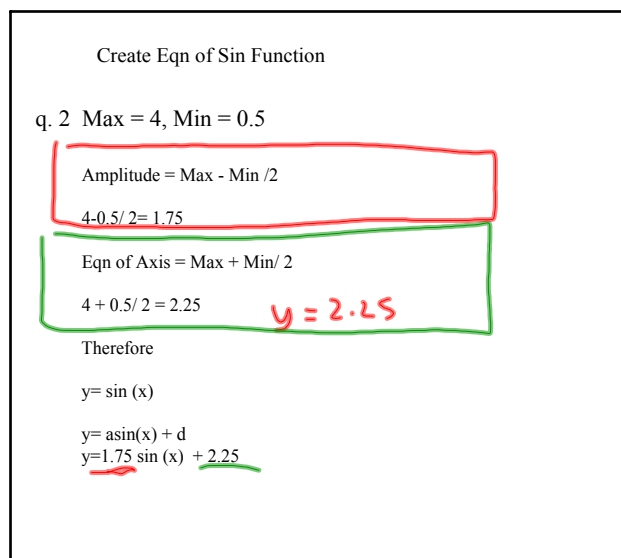 Create Eqn of Sin Function
q. 2 Max = 4, Min = 0.5
Amplitude = Max - Min /2
4-0.5/ 2= 1.75
Eqn of Axis = Max + Min/ 2
4 + 0.5/ 2 = 2.25 y = 2.25
Therefore
y= sin (x)
y= asin(x) + d
y=1.75 sin (x) + 2.25